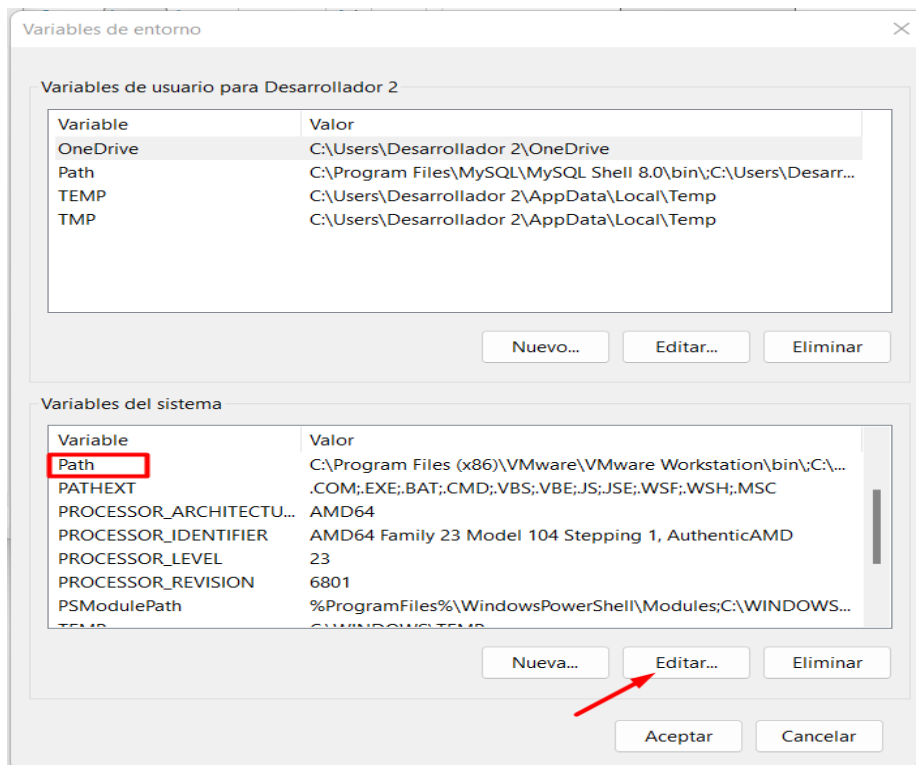 Variables de entorno
Variables de usuario para Desarrollador 2
Variable Valor
OneDrive C:\Users\Desarrollador 2\OneDrive
Path C:\Program Files\MySQL\MySQL Shell 8.0\bin\;C:\Users\Desarr...
TEMP C:\Users\Desarrollador 2\AppData\Local\Temp
TMP C:\Users\Desarrollador 2\AppData\Local\Temp
Nuevo... Editar... Eliminar
Variables del sistema
Variable Valor
Path C:\Program Files (x86)\VMware\VMware Workstation\bin\;C:\...
PATHEXT .COM;.EXE;.BAT;.CMD;.VBS;.VBE;.JS;.JSE;.WSF;.WSH;.MSC
PROCESSOR_ARCHITECTU... AMD64
PROCESSOR_IDENTIFIER AMD64 Family 23 Model 104 Stepping 1, AuthenticAMD
PROCESSOR_LEVEL 23
PROCESSOR_REVISION 6801
PSModulePath %ProgramFiles%\WindowsPowerShell\Modules;C:\WINDOWS...
TEMP C:\WINDOWS\TEMP
Nueva... Editar... Eliminar
Aceptar Cancelar